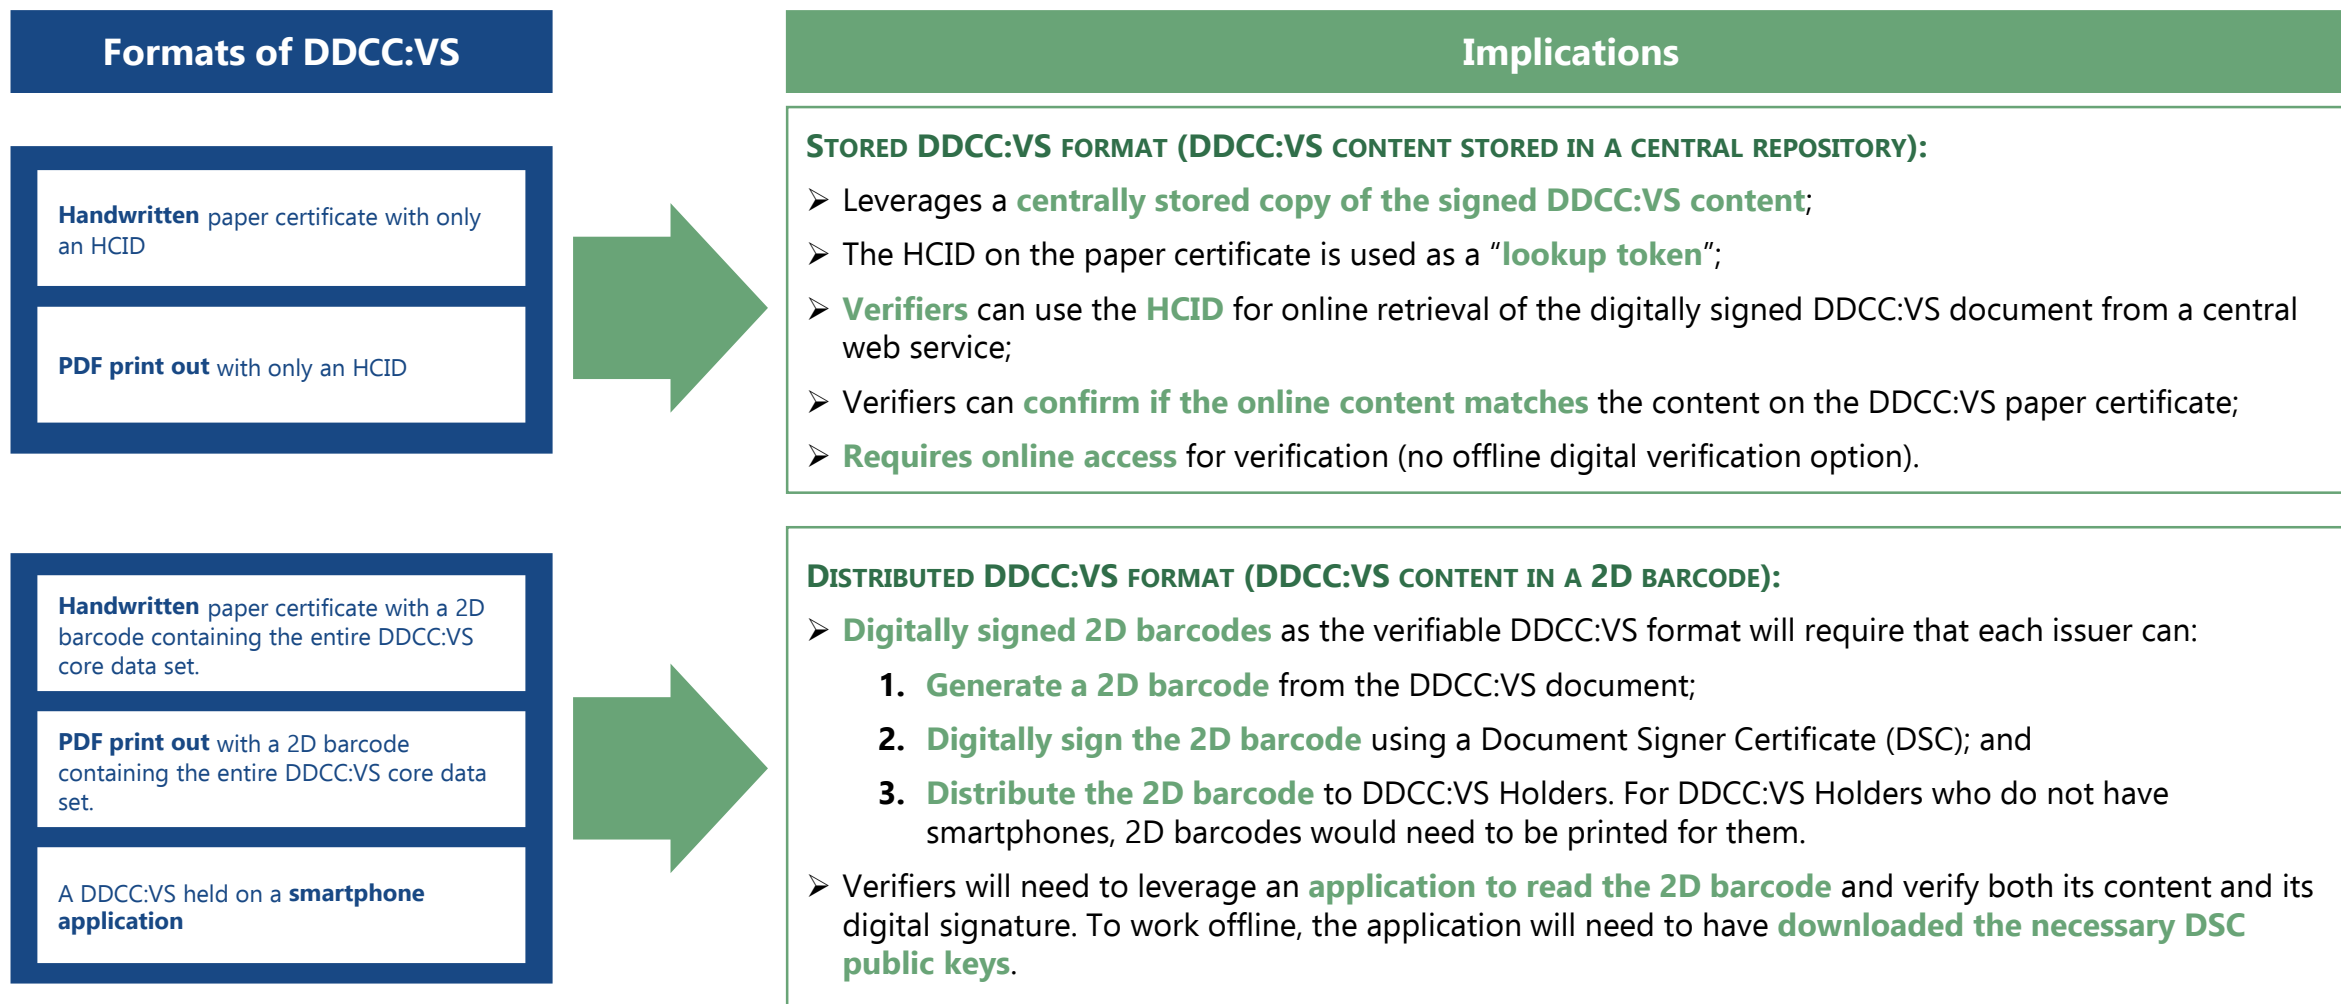 Formats of DDCC:VS
Handwritten paper certificate with only
an HCID
PDF print out with only an HCID
Handwritten paper certificate with a 2D
barcode containing the entire DDCC:VS
core data set.
PDF print out with a 2D barcode
containing the entire DDCC:VS core data
set.
A DDCC:VS held on a smartphone
application
Implications
STORED DDCC:VS FORMAT (DDCC:VS CONTENT STORED IN A CENTRAL REPOSITORY):
➢ Leverages a centrally stored copy of the signed DDCC:VS content;
➢ The HCID on the paper certificate is used as a “lookup token”;
➢ Verifiers can use the HCID for online retrieval of the digitally signed DDCC:VS document from a central
web service;
➢ Verifiers can confirm if the online content matches the content on the DDCC:VS paper certificate;
➢ Requires online access for verification (no offline digital verification option).
DISTRIBUTED DDCC:VS FORMAT (DDCC:VS CONTENT IN A 2D BARCODE):
➢ Digitally signed 2D barcodes as the verifiable DDCC:VS format will require that each issuer can:
1. Generate a 2D barcode from the DDCC:VS document;
2. Digitally sign the 2D barcode using a Document Signer Certificate (DSC); and
3. Distribute the 2D barcode to DDCC:VS Holders. For DDCC:VS Holders who do not have
smartphones, 2D barcodes would need to be printed for them.
➢ Verifiers will need to leverage an application to read the 2D barcode and verify both its content and its
digital signature. To work offline, the application will need to have downloaded the necessary DSC
public keys.